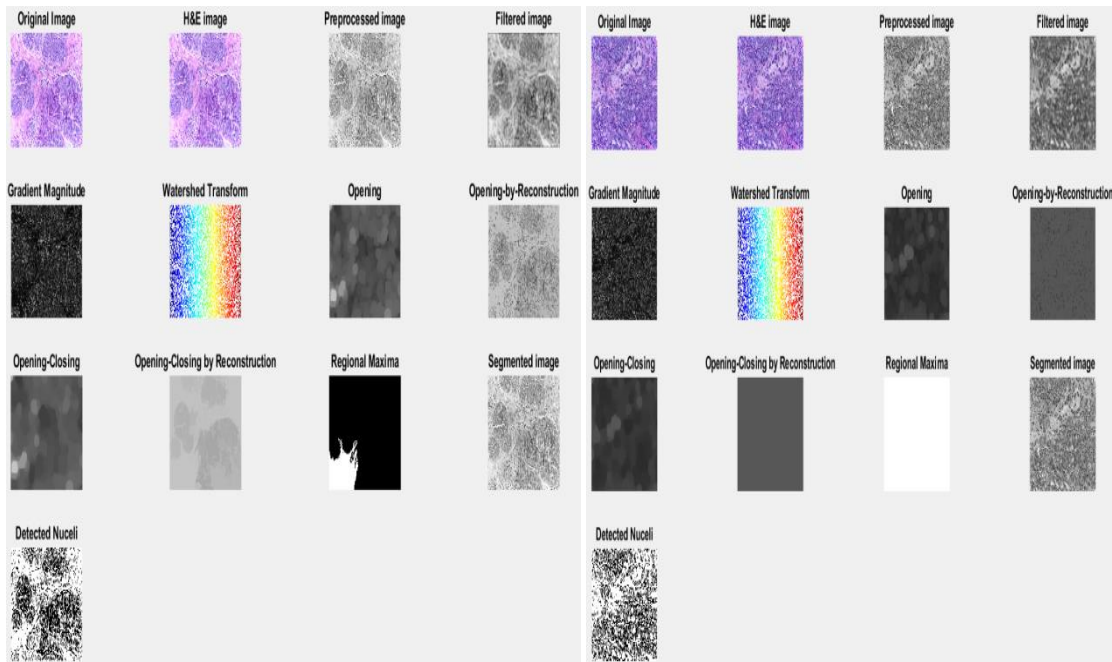 Original Image
H&E image
Preprocessed image
Filtered image
Gradient Magnitude
Watershed Transform
Opening
Opening-by-Reconstruction
Opening-Closing
Opening-Closing by Reconstruction
Regional Maxima
Segmented image
Detected Nuceli
Original Image
H&E image
Preprocessed image
Filtered Image
Gradient Magnitude
Watershed Transform
Opening
Opening-by-Reconstruction
Opening-Closing
Opening-Closing by Reconstruction
Regional Maxima
Segmented image
Detected Nuclei